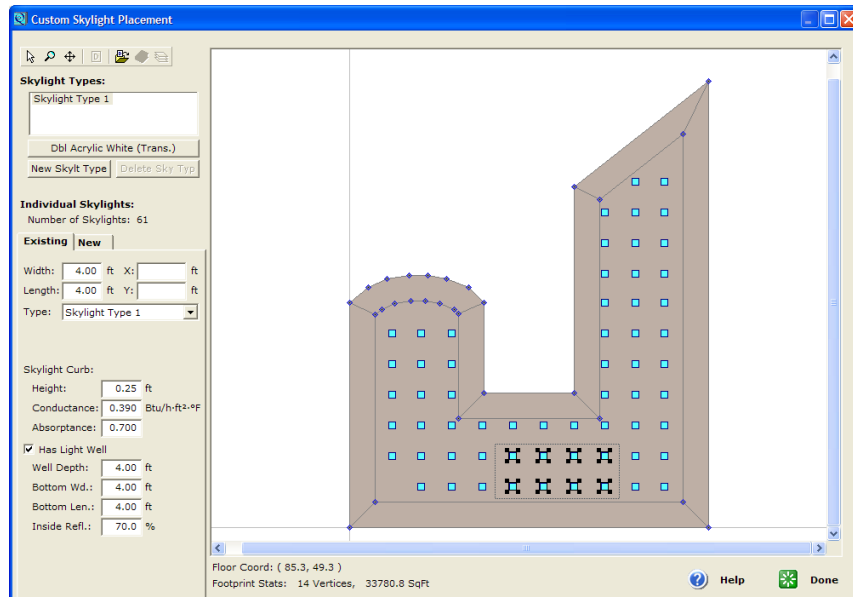 Custom Skylight Placement
D
Skylight Types:
Skylight Type 1
Dbl Acrylic White (Trans.)
New Skylt Type Delete Sky Typ
Individual Skylights:
Number of Skylights: 61
Existing New
Width: 4.00 ft X: ft
Length: 4.00 ft Y: ft
Type: Skylight Type 1
Skylight Curb:
Height: 0.25 ft
Conductance: 0.390 Btu/h·ft²·°F
Absorptance: 0.700
Has Light Well
Well Depth: 4.00 ft
Bottom Wd.: 4.00 ft
Bottom Len.: 4.00 ft
Inside Refl.: 70.0 %
Floor Coord: ( 85.3, 49.3 )
Footprint Stats: 14 Vertices, 33780.8 SqFt
? Help Done